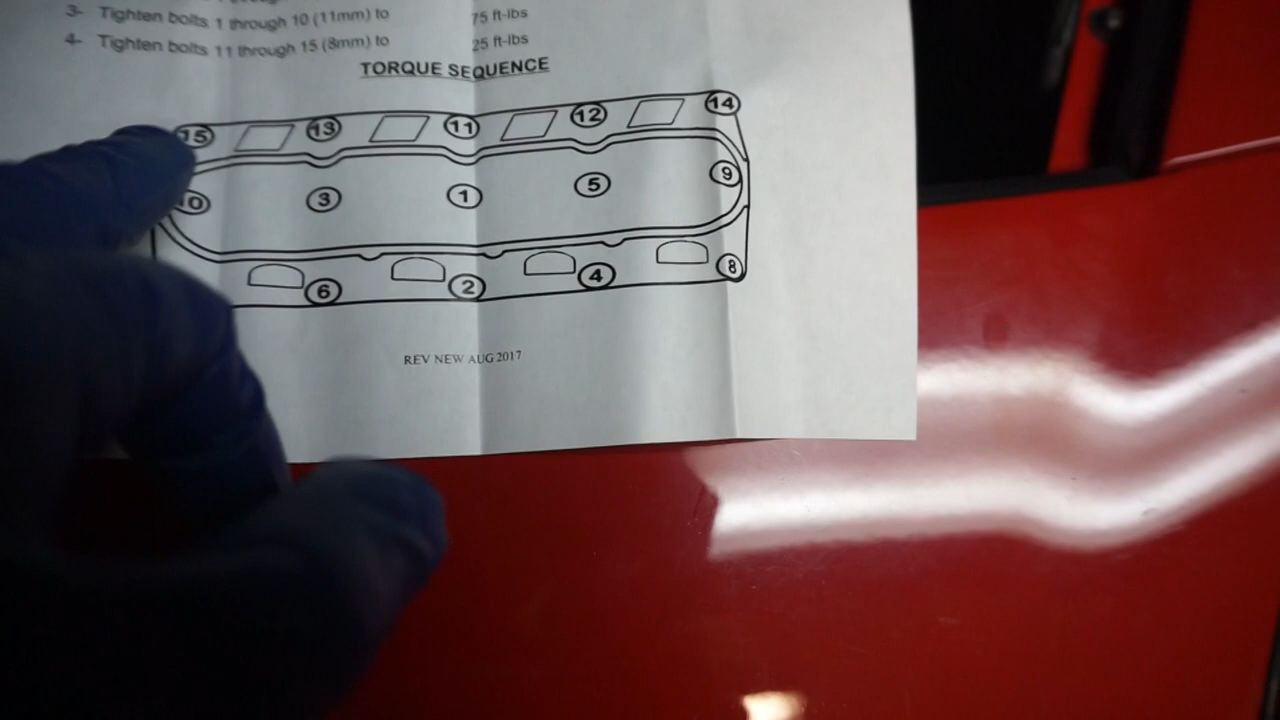 3- Tighten bolts 1 through 10 (11mm) to 75 ft-lbs
4- Tighten bolts 11 through 15 (8mm) to 25 ft-lbs
TORQUE SEQUENCE
15 13 11 12 14
3 1 5 9
6 2 4 8
REV NEW AUG 2017